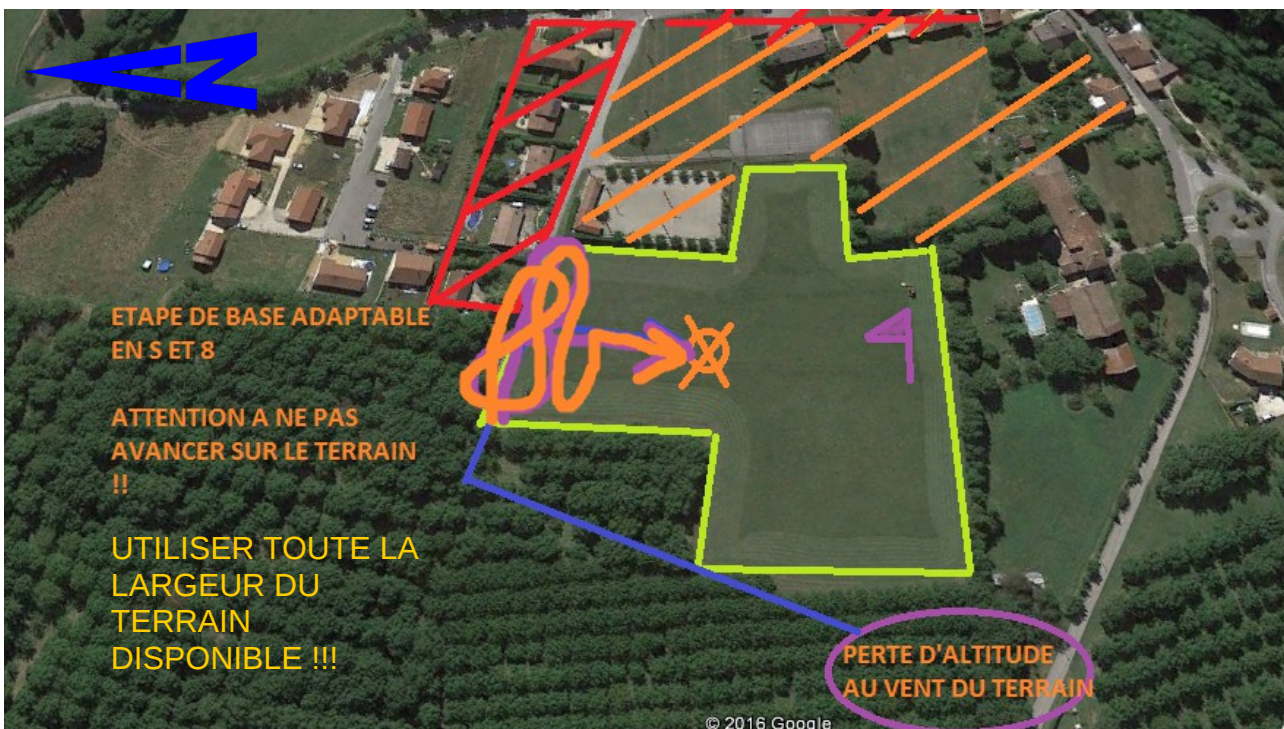 N
ETAPE DE BASE ADAPTABLE
EN S ET 8
ATTENTION A NE PAS
AVANCER SUR LE TERRAIN
!!
UTILISER TOUTE LA
LARGEUR DU
TERRAIN
DISPONIBLE !!!
PERTE D'ALTITUDE
AU VENT DU TERRAIN
© 2016 Google